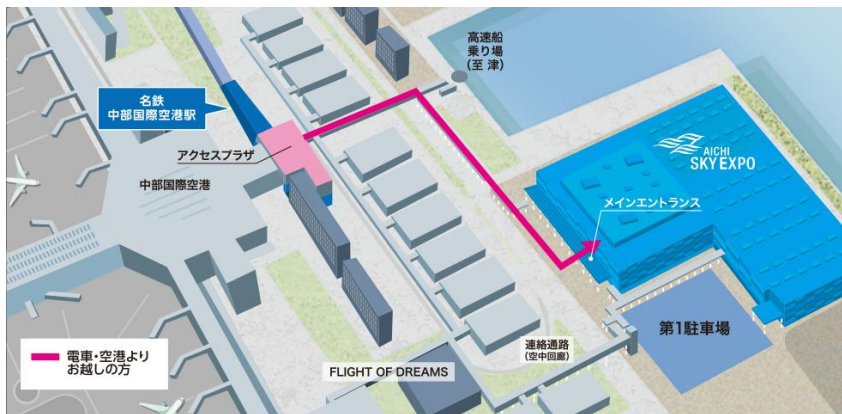 高速船
乗り場
(至 津)
名鉄
中部国際空港駅
アクセスプラザ
中部国際空港
AICHI
SKY EXPO
メインエントランス
第1駐車場
連絡通路
(空中回廊)
FLIGHT OF DREAMS
電車・空港より
お越しの方